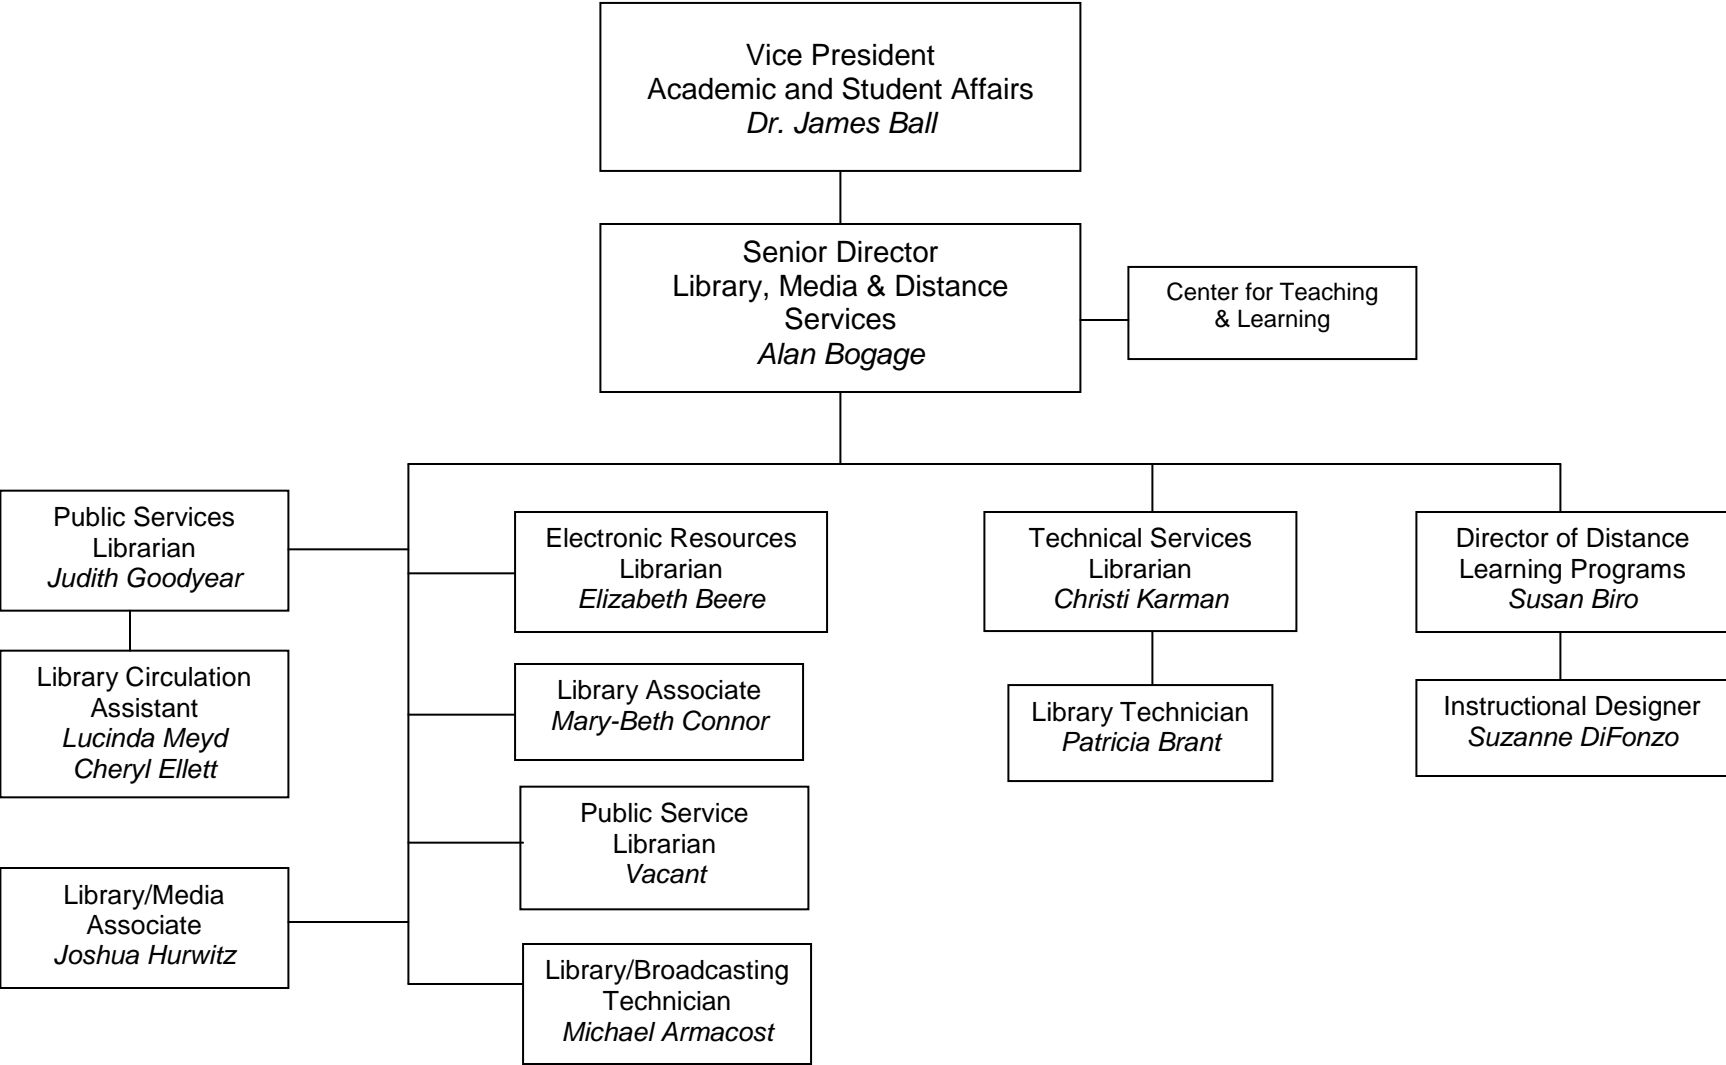 Vice President
Academic and Student Affairs
Dr. James Ball
Senior Director
Library, Media & Distance
Services
Alan Bogage
Center for Teaching
& Learning
Public Services
Librarian
Judith Goodyear
Library Circulation
Assistant
Lucinda Meyd
Cheryl Ellett
Library/Media
Associate
Joshua Hurwitz
Electronic Resources
Librarian
Elizabeth Beere
Library Associate
Mary-Beth Connor
Public Service
Librarian
Vacant
Library/Broadcasting
Technician
Michael Armacost
Technical Services
Librarian
Christi Karman
Library Technician
Patricia Brant
Director of Distance
Learning Programs
Susan Biro
Instructional Designer
Suzanne DiFonzo